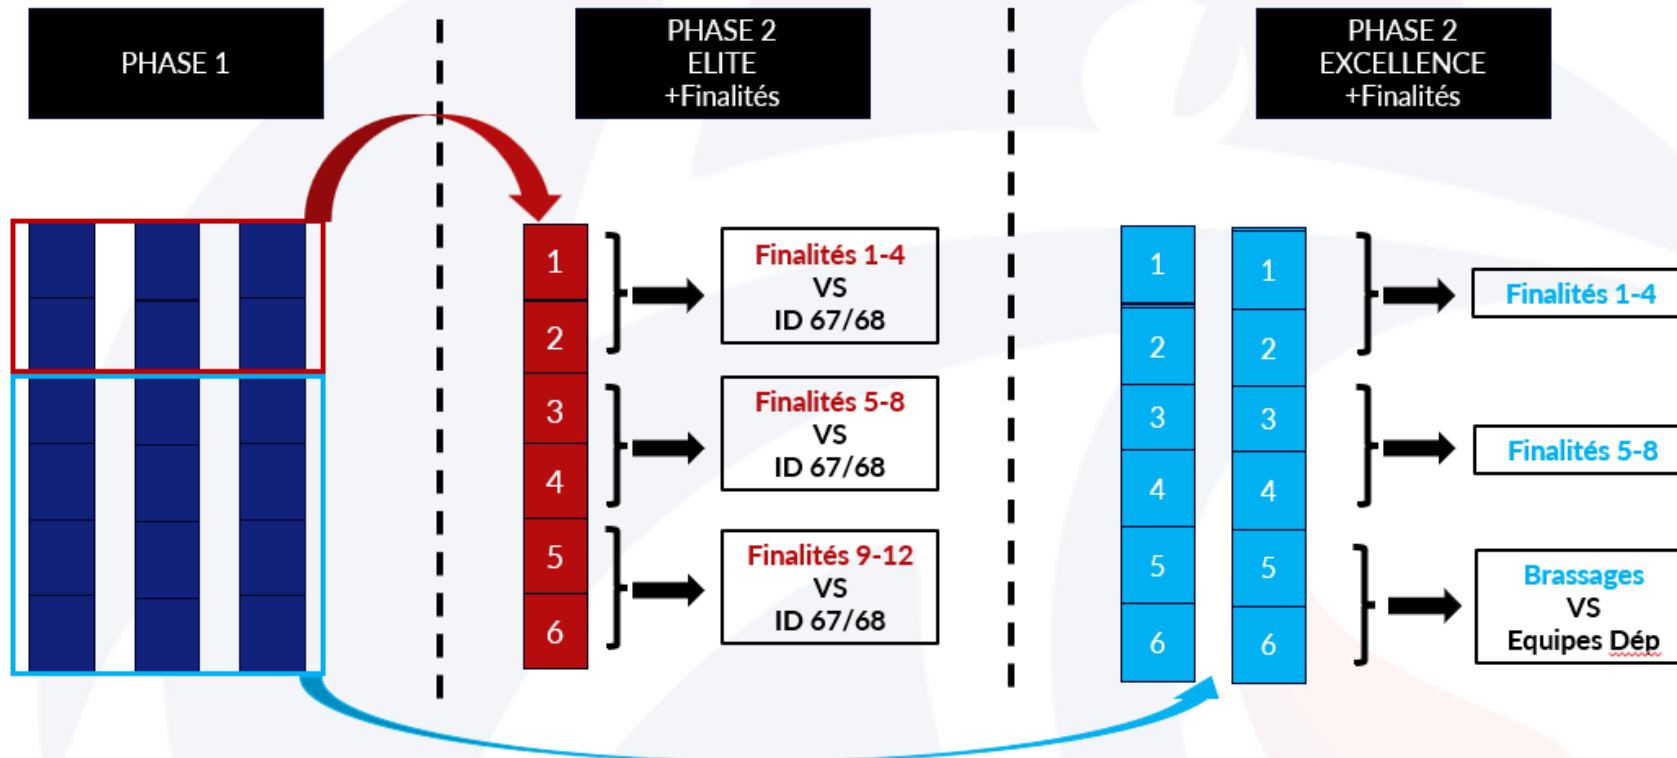 PHASE 1
PHASE 2
ELITE
+Finalités
PHASE 2
EXCELLENCE
+Finalités
1
2
3
4
5
6
Finalités 1-4
VS
ID 67/68
Finalités 5-8
VS
ID 67/68
Finalités 9-12
VS
ID 67/68
1
2
3
4
5
6
1
2
3
4
5
6
Finalités 1-4
Finalités 5-8
Brassages
VS
Equipes Dép